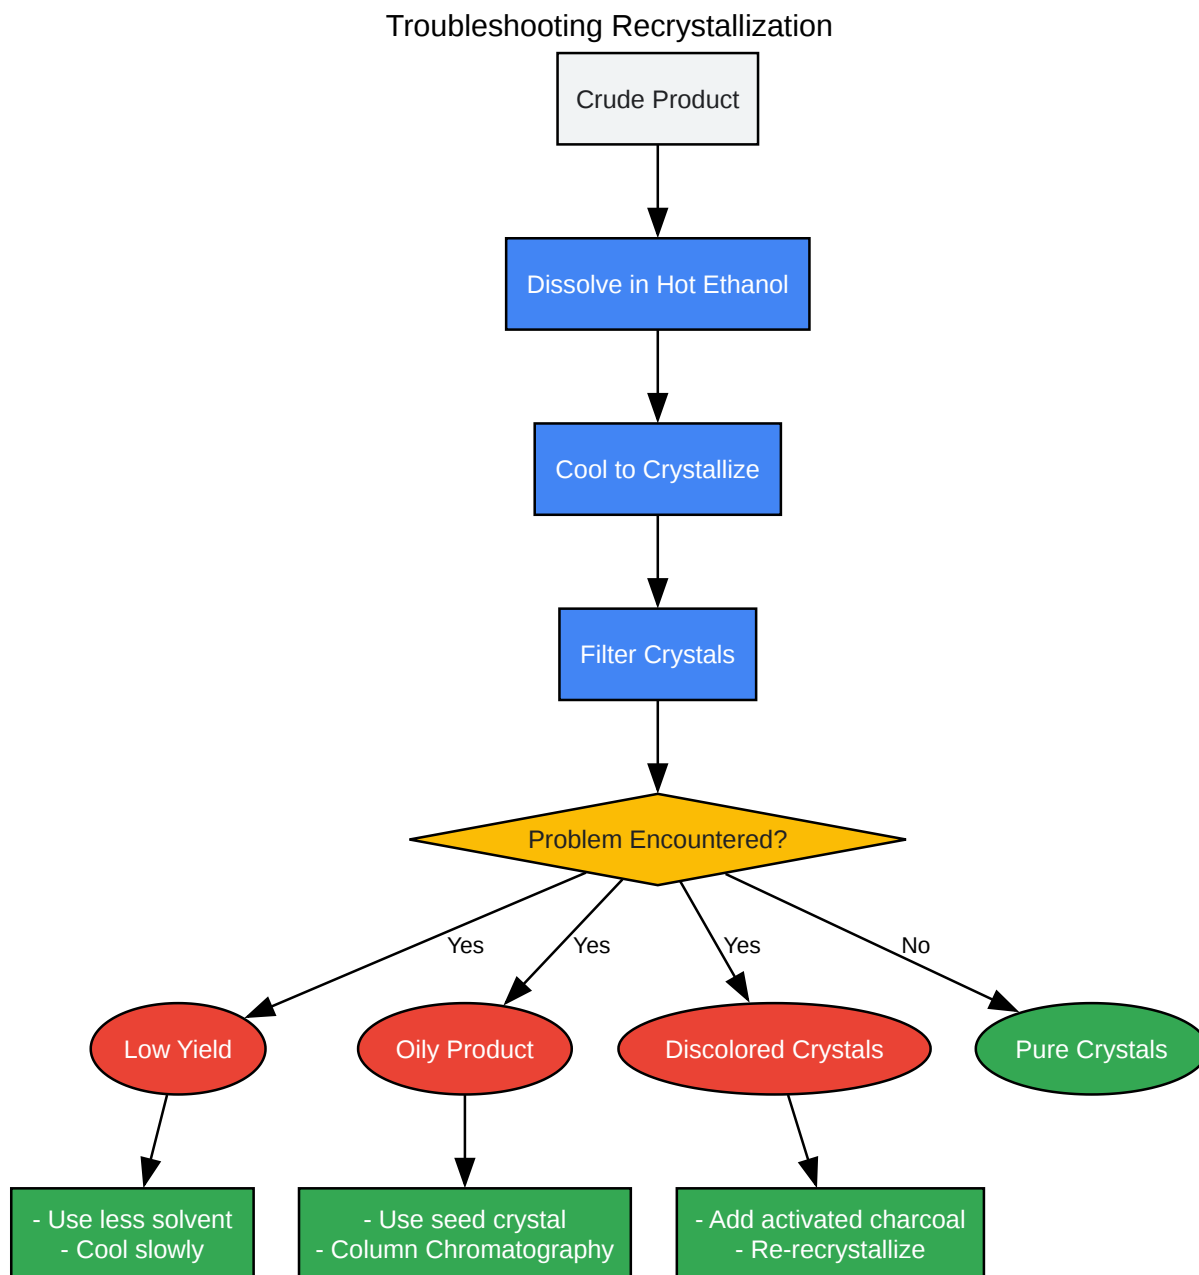 Troubleshooting Recrystallization
Crude Product
Dissolve in Hot Ethanol
Cool to Crystallize
Filter Crystals
Problem Encountered?
Yes
Yes
Yes
No
Low Yield
Oily Product
Discolored Crystals
Pure Crystals
- Use less solvent
- Cool slowly
- Use seed crystal
- Column Chromatography
- Add activated charcoal
- Re-recrystallize